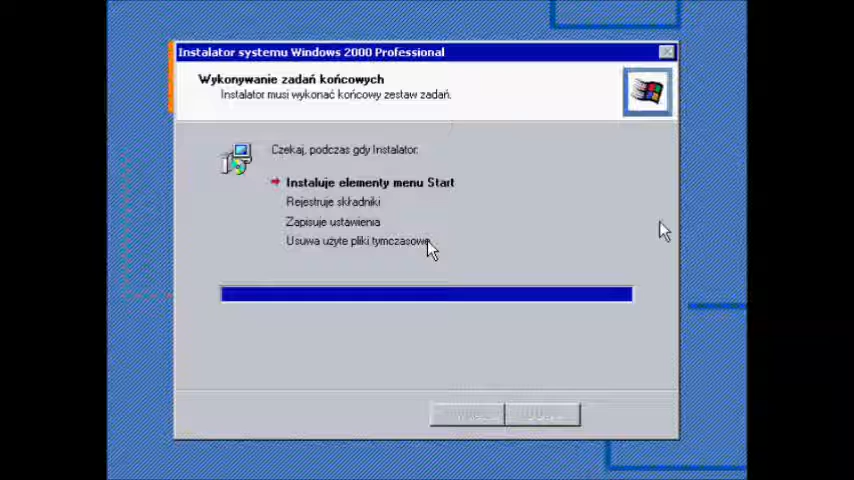 Instalator systemu Windows 2000 Professional
Wykonywanie zadań końcowych
Instalator musi wykonać końcowy zestaw zadań.
Czekaj, podczas gdy Instalator:
Instaluje elementy menu Start
Rejestruje składniki
Zapisuje ustawienia
Usuwa użyte pliki tymczasowe